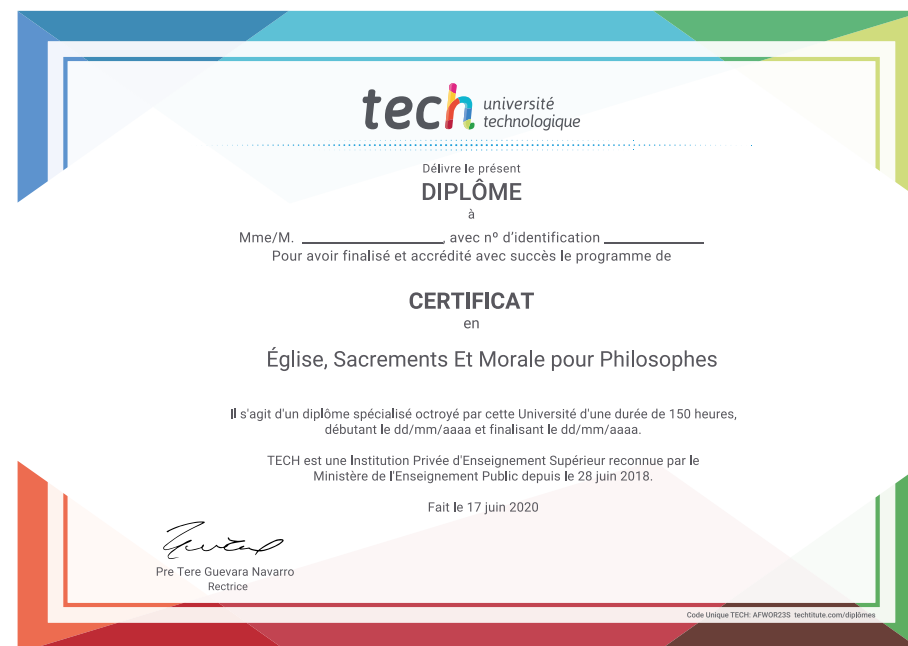 tech université
technologique
Délivre le présent
DIPLÔME
à
Mme/M. ____________________, avec nº d'identification ______________
Pour avoir finalisé et accrédité avec succès le programme de
CERTIFICAT
en
Église, Sacrements Et Morale pour Philosophes
Il s'agit d'un diplôme spécialisé octroyé par cette Université d'une durée de 150 heures,
débutant le dd/mm/aaaa et finalisant le dd/mm/aaaa.
TECH est une Institution Privée d'Enseignement Supérieur reconnue par le
Ministère de l'Enseignement Public depuis le 28 juin 2018.
Fait le 17 juin 2020
Pre Tere Guevara Navarro
Rectrice
Code Unique TECH: AFWOR23S techtitute.com/diplômes